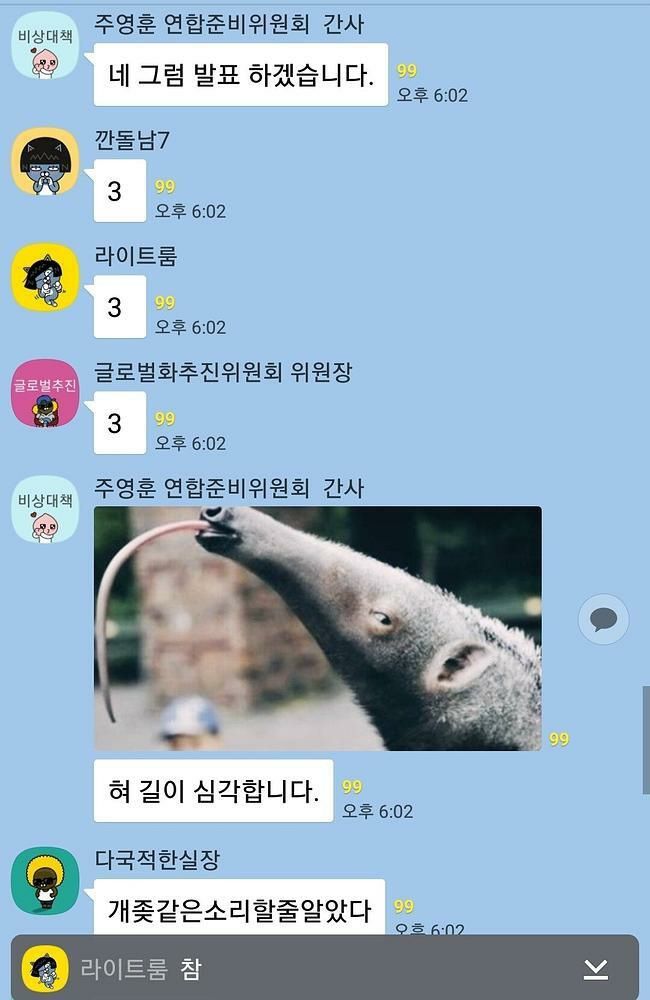 비상대책
주영훈 연합준비위원회 간사
네 그럼 발표 하겠습니다.
99
오후 6:02
깐돌남7
3
99
오후 6:02
라이트룸
3
99
오후 6:02
글로벌추진
글로벌화추진위원회 위원장
3
99
오후 6:02
비상대책
주영훈 연합준비위원회 간사
99
혀 길이 심각합니다.
99
오후 6:02
다국적한실장
개좆같은소리할줄알았다
99
오후 6:02
라이트룸 참